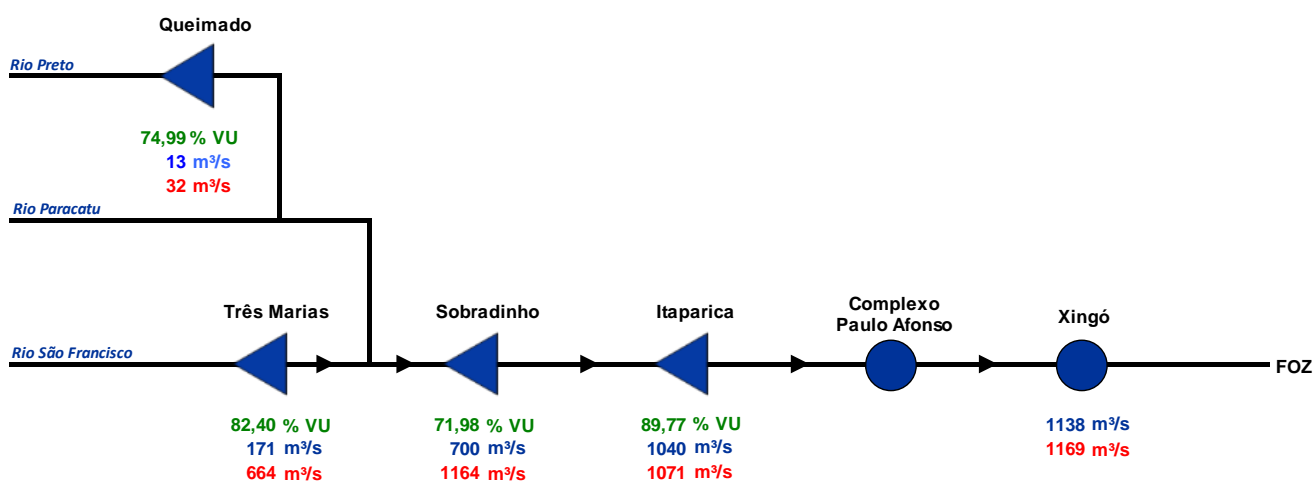 Queimado
Rio Preto
74,99 % VU
13 m³/s
32 m³/s
Rio Paracatu
Três Marias
Sobradinho
Itaparica
Complexo
Paulo Afonso
Xingó
Rio São Francisco
FOZ
82,40 % VU
171 m³/s
664 m³/s
71,98 % VU
700 m³/s
1164 m³/s
89,77 % VU
1040 m³/s
1071 m³/s
1138 m³/s
1169 m³/s